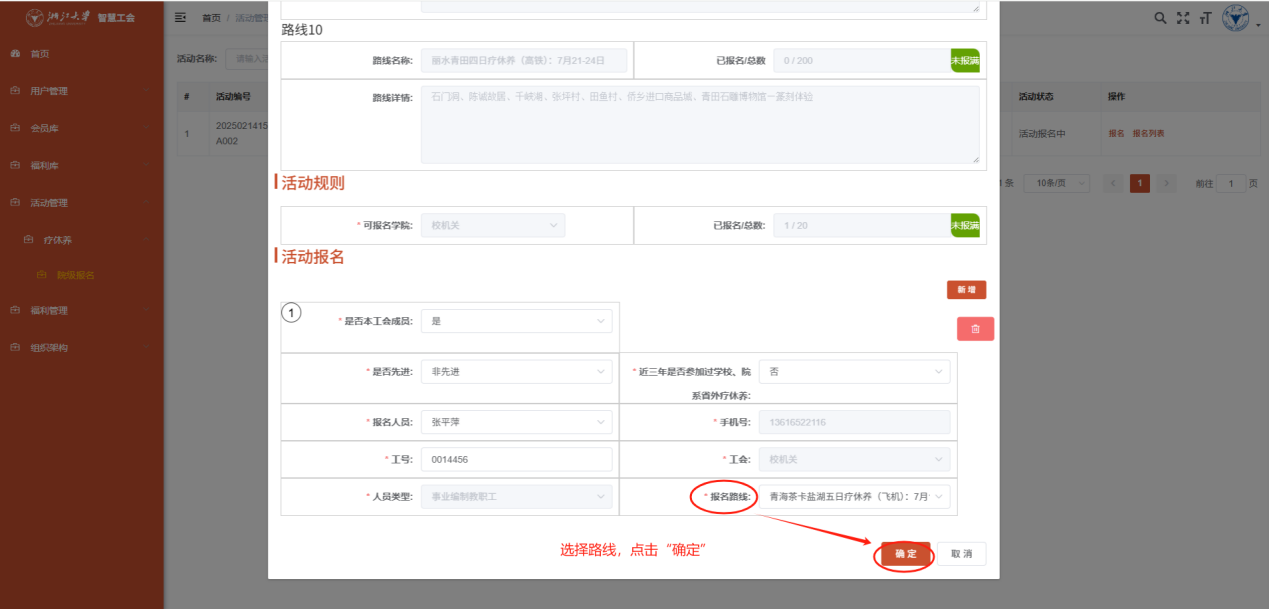 浙江大学 智慧工会
首页 / 活动管理
首页
用户管理
会员库
福利库
活动管理
疗休养
院级报名
福利管理
组织架构
活动名称:
# 活动编号 活动状态 操作
1 2025021415
A002
活动报名中 报名 报名列表
条 10条/页 < 1 > 前往 1 页
路线10
路线名称: 丽水青田四日疗休养（高铁）：7月21-24日 已报名/总数 0 / 200 未报满
路线详情: 石门洞、陈诚故居、千峡湖、张坪村、田鱼村、侨乡进口商品城、青田石雕博物馆一篆刻体验
活动规则
* 可报名学院: 校机关 已报名/总数: 1 / 20 未报满
活动报名
新增
1 * 是否本工会成员: 是
* 是否先进: 非先进 * 近三年是否参加过学校、院
系省外疗休养: 否
* 报名人员: 张平萍 * 手机号: 13616522116
* 工号: 0014456 * 工会: 校机关
* 人员类型: 事业编制教职工 * 报名路线: 青海茶卡盐湖五日疗休养（飞机）：7月
选择路线，点击“确定” 确定 取消